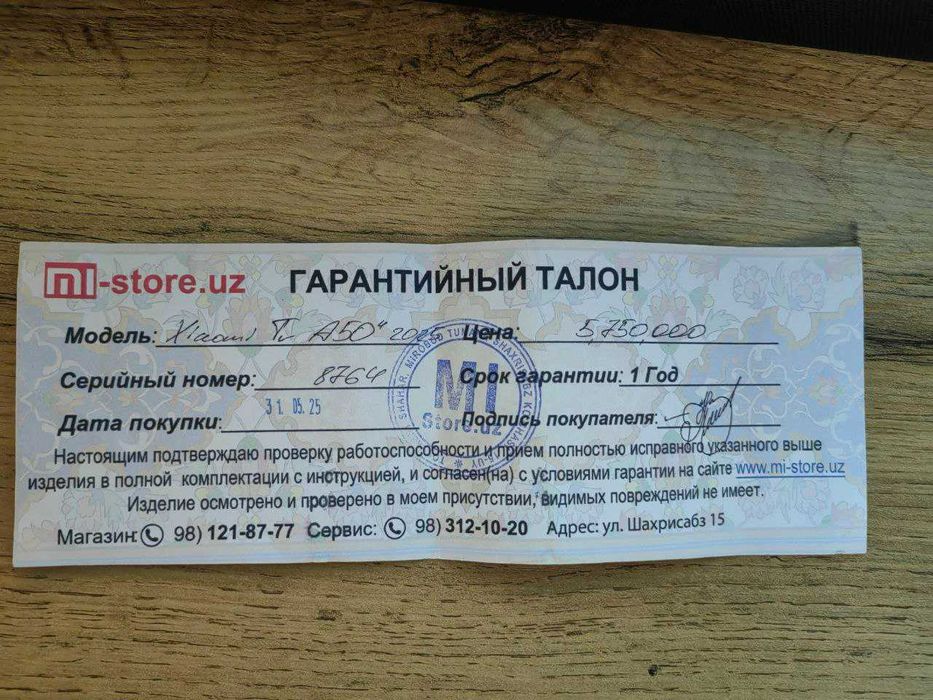 mi-store.uz ГАРАНТИЙНЫЙ ТАЛОН
Модель: Xiaomi TV A50" 2025 Цена: 5,750,000
Серийный номер: 8764 Срок гарантии: 1 Год
Дата покупки: 31.05.25 Подпись покупателя:
MI
Store.uz
Настоящим подтверждаю проверку работоспособности и прием полностью исправного указанного выше
изделия в полной комплектации с инструкцией, и согласен(на) с условиями гарантии на сайте www.mi-store.uz
Изделие осмотрено и проверено в моем присутствии, видимых повреждений не имеет.
Магазин: 98) 121-87-77 Сервис: 98) 312-10-20 Адрес: ул. Шахрисабз 15